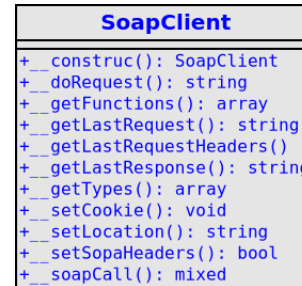 SoapClient
+__construc(): SoapClient
+__doRequest(): string
+__getFunctions(): array
+__getLastRequest(): string
+__getLastRequestHeaders()
+__getLastResponse(): string
+__getTypes(): array
+__setCookie(): void
+__setLocation(): string
+__setSopaHeaders(): bool
+__soapCall(): mixed